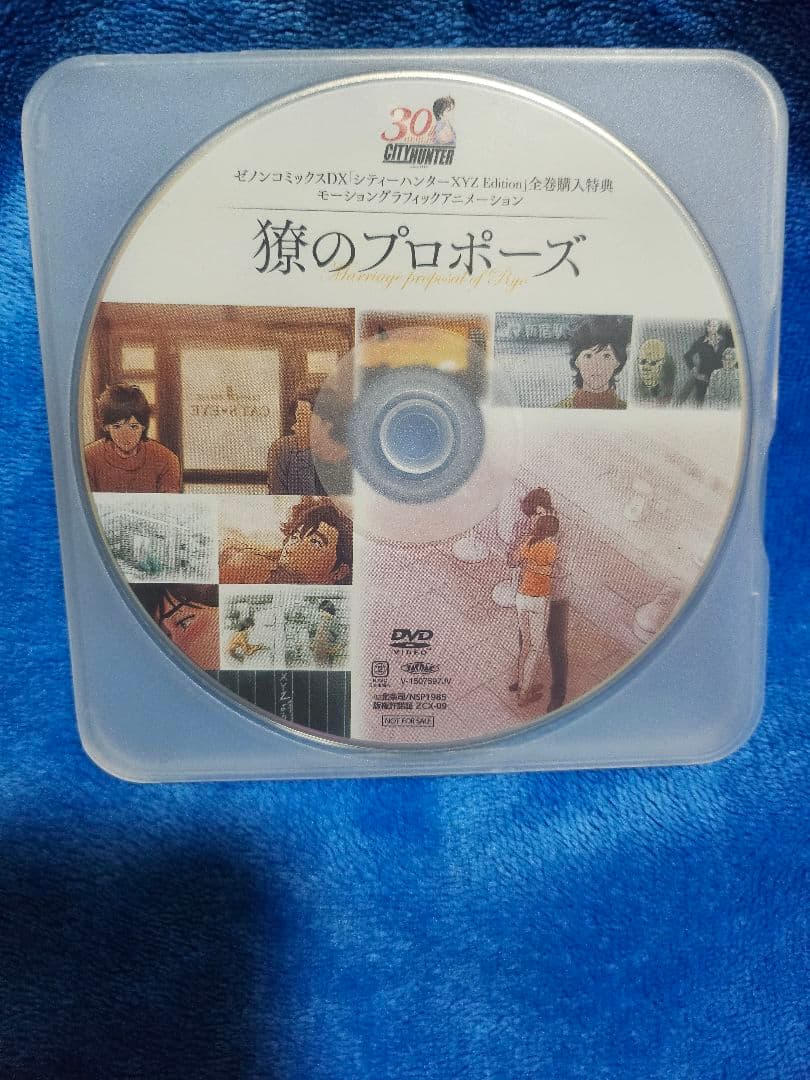 30
CITYHUNTER
ゼノンコミックスDX「シティーハンターXYZ Edition」全巻購入特典
モーショングラフィックアニメーション
獠のプロポーズ
Marriage proposal of Ryo
CAT'S♥EYE
DVD
VIDEO
V-1507597JV
©北条司/NSP1985
版権許諾証 ZCX-09
NOT FOR SALE
XYZ